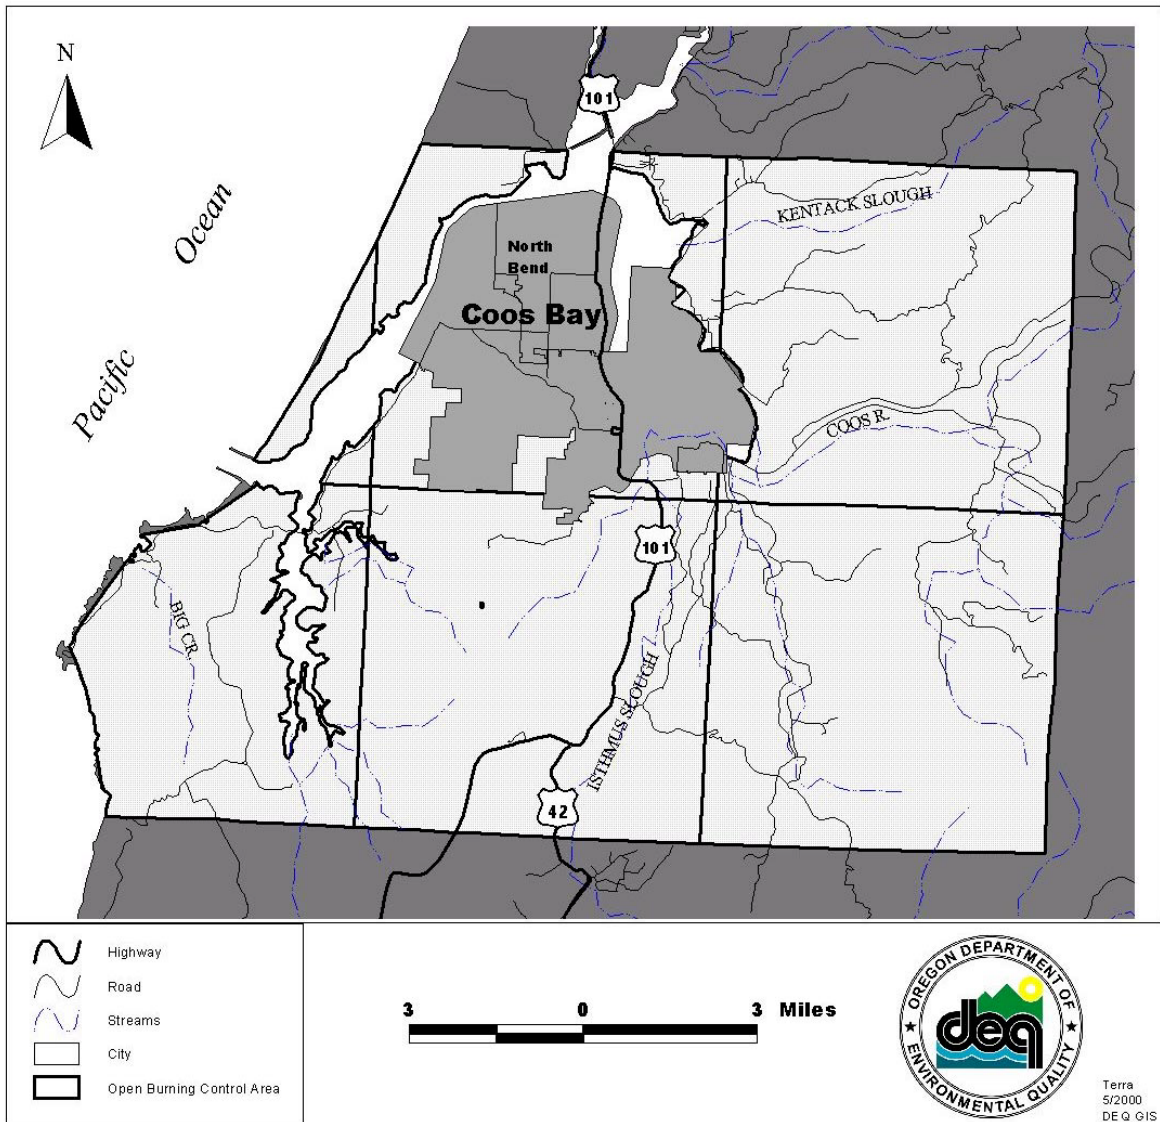 N
101
Ocean
KENTACK SLOUGH
North
Bend
Coos Bay
Pacific
COOS R.
101
BIG CR.
ISTHMUS SLOUGH
42
Highway
Road
Streams
City
Open Burning Control Area
3 0 3 Miles
OREGON DEPARTMENT OF
deq
ENVIRONMENTAL QUALITY
Terra
5/2000
DEQ GIS